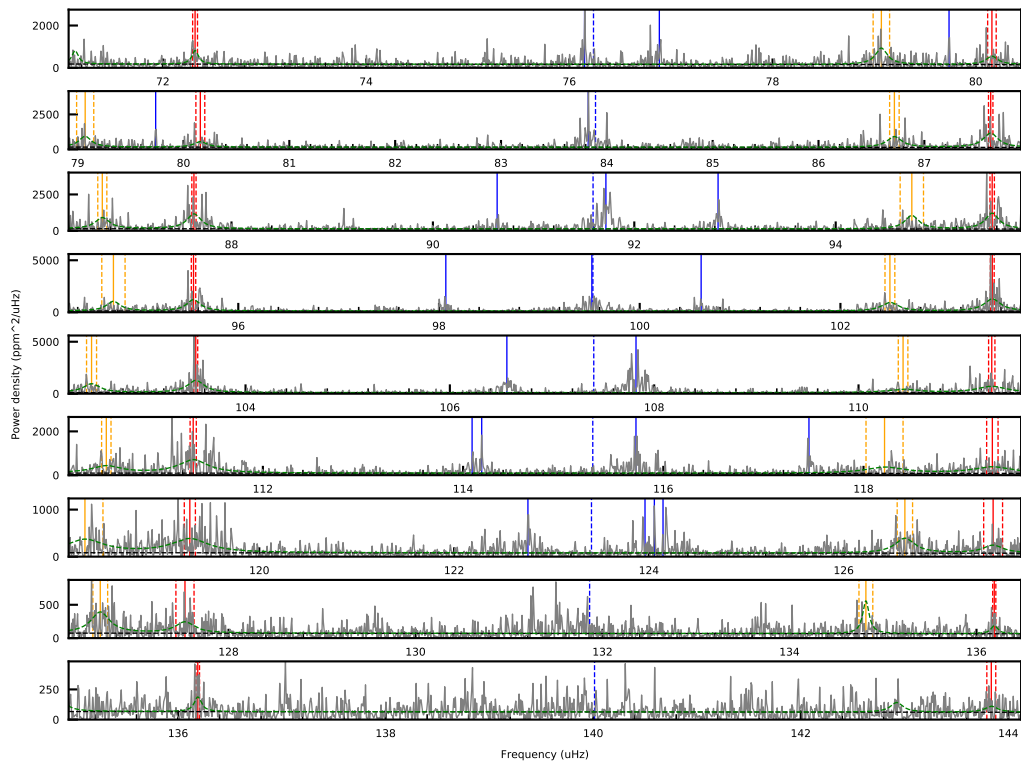 2000
0
72 74 76 78 80
2500
0
79 80 81 82 83 84 85 86 87
2500
0
88 90 92 94
5000
0
96 98 100 102
5000
0
104 106 108 110
Power density (ppm^2/uHz)
2000
0
112 114 116 118
1000
0
120 122 124 126
500
0
128 130 132 134 136
250
0
136 138 140 142 144
Frequency (uHz)